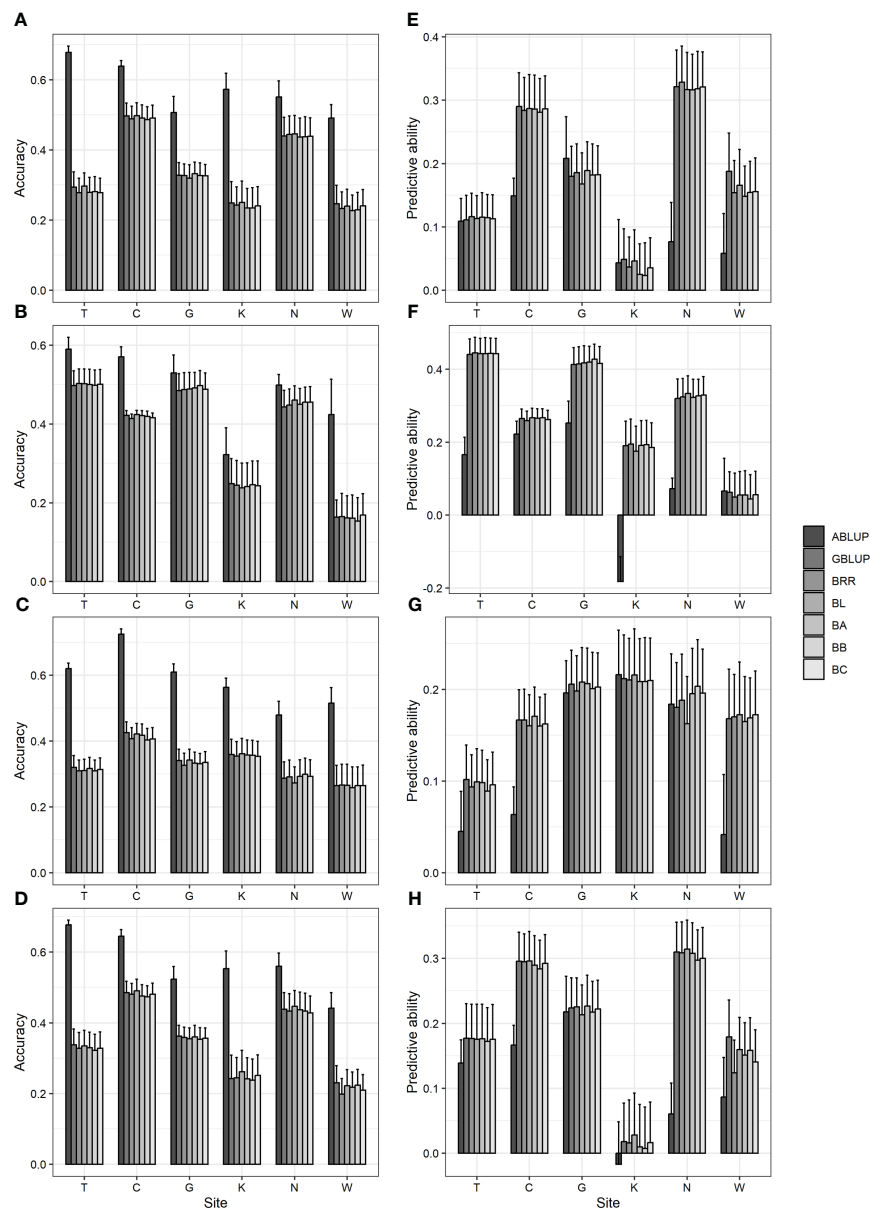 A
0.6
0.4
0.2
0.0
Accuracy
T C G K N W
E
0.4
0.3
0.2
0.1
0.0
Predictive ability
T C G K N W
B
0.6
0.4
0.2
0.0
Accuracy
T C G K N W
F
0.4
0.2
0.0
-0.2
Predictive ability
T C G K N W
C
0.6
0.4
0.2
0.0
Accuracy
T C G K N W
G
0.2
0.1
0.0
Predictive ability
T C G K N W
D
0.6
0.4
0.2
0.0
Accuracy
T C G K N W
Site
H
0.3
0.2
0.1
0.0
Predictive ability
T C G K N W
Site
ABLUP
GBLUP
BRR
BL
BA
BB
BC